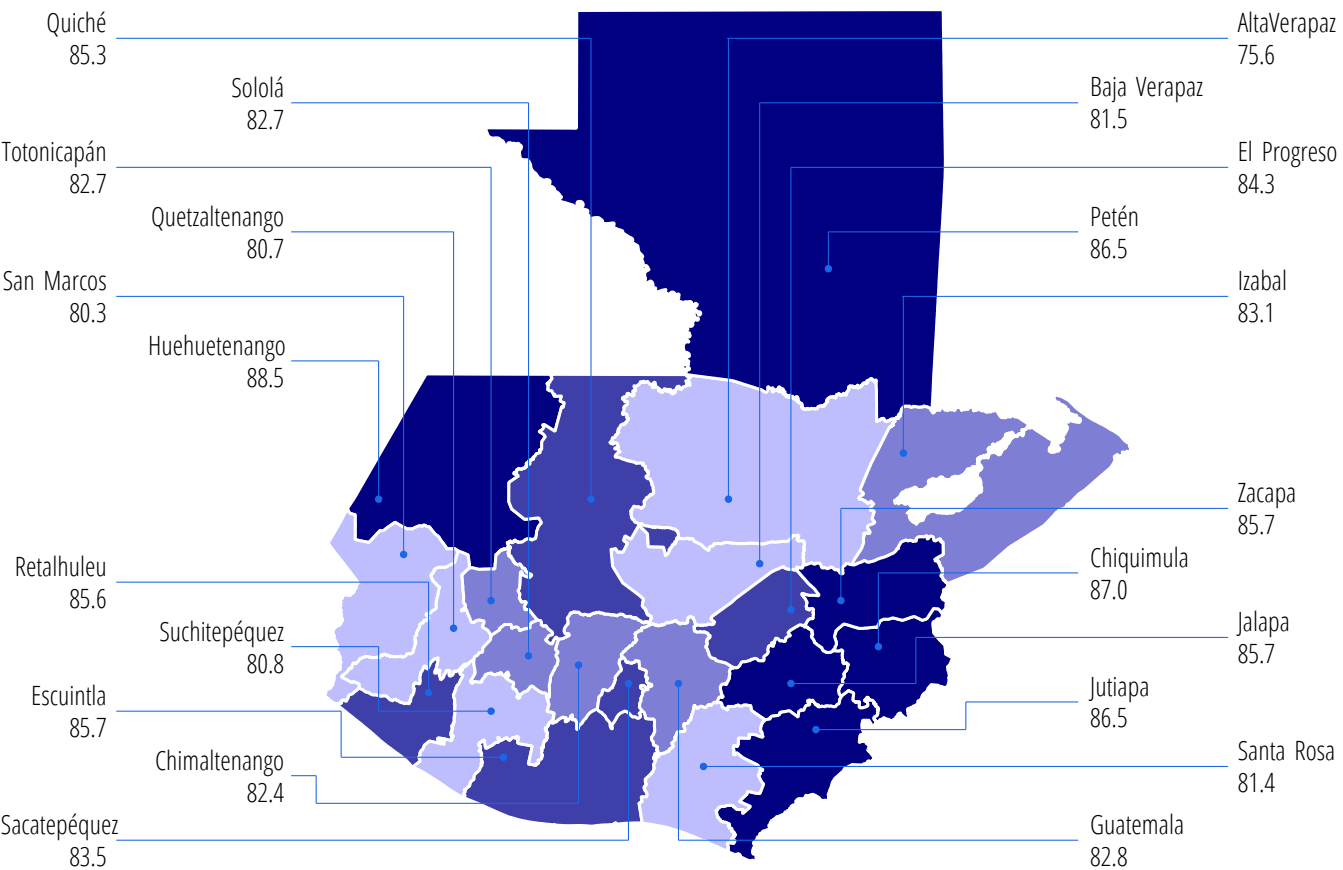 Quiché
85.3
Sololá
82.7
Totonicapán
82.7
Quetzaltenango
80.7
San Marcos
80.3
Huehuetenango
88.5
Retalhuleu
85.6
Suchitepéquez
80.8
Escuintla
85.7
Chimaltenango
82.4
Sacatepéquez
83.5
AltaVerapaz
75.6
Baja Verapaz
81.5
El Progreso
84.3
Petén
86.5
Izabal
83.1
Zacapa
85.7
Chiquimula
87.0
Jalapa
85.7
Jutiapa
86.5
Santa Rosa
81.4
Guatemala
82.8